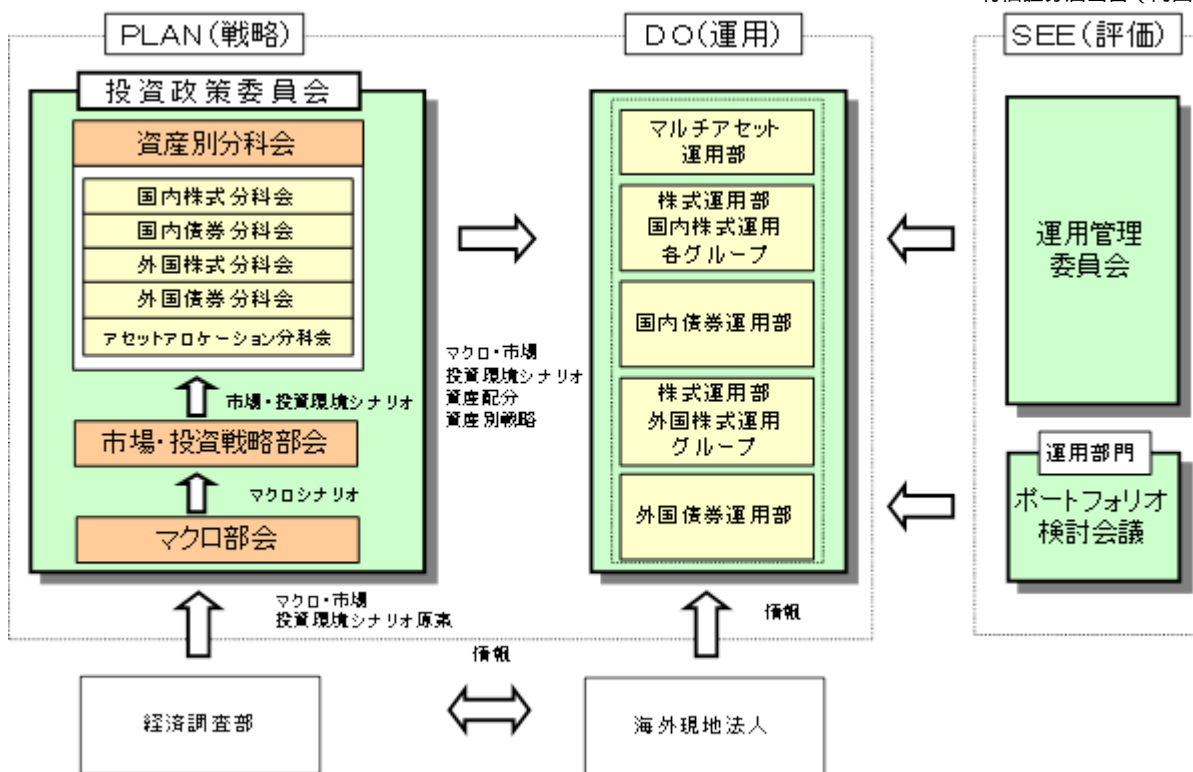 PLAN(戦略)
DO(運用)
SEE(評価)
投資政策委員会
資産別分科会
国内株式分科会
国内債券分科会
外国株式分科会
外国債券分科会
アセットアロケーション分科会
市場・投資環境シナリオ
市場・投資戦略部会
マクロシナリオ
マクロ部会
マクロ・市場
投資環境シナリオ
資産配分
資産別戦略
マルチアセット
運用部
株式運用部
国内株式運用
各グループ
国内債券運用部
株式運用部
外国株式運用
グループ
外国債券運用部
運用管理
委員会
運用部門
ポートフォリオ
検討会議
マクロ・市場
投資環境シナリオ原案
情報
情報
経済調査部
海外現地法人